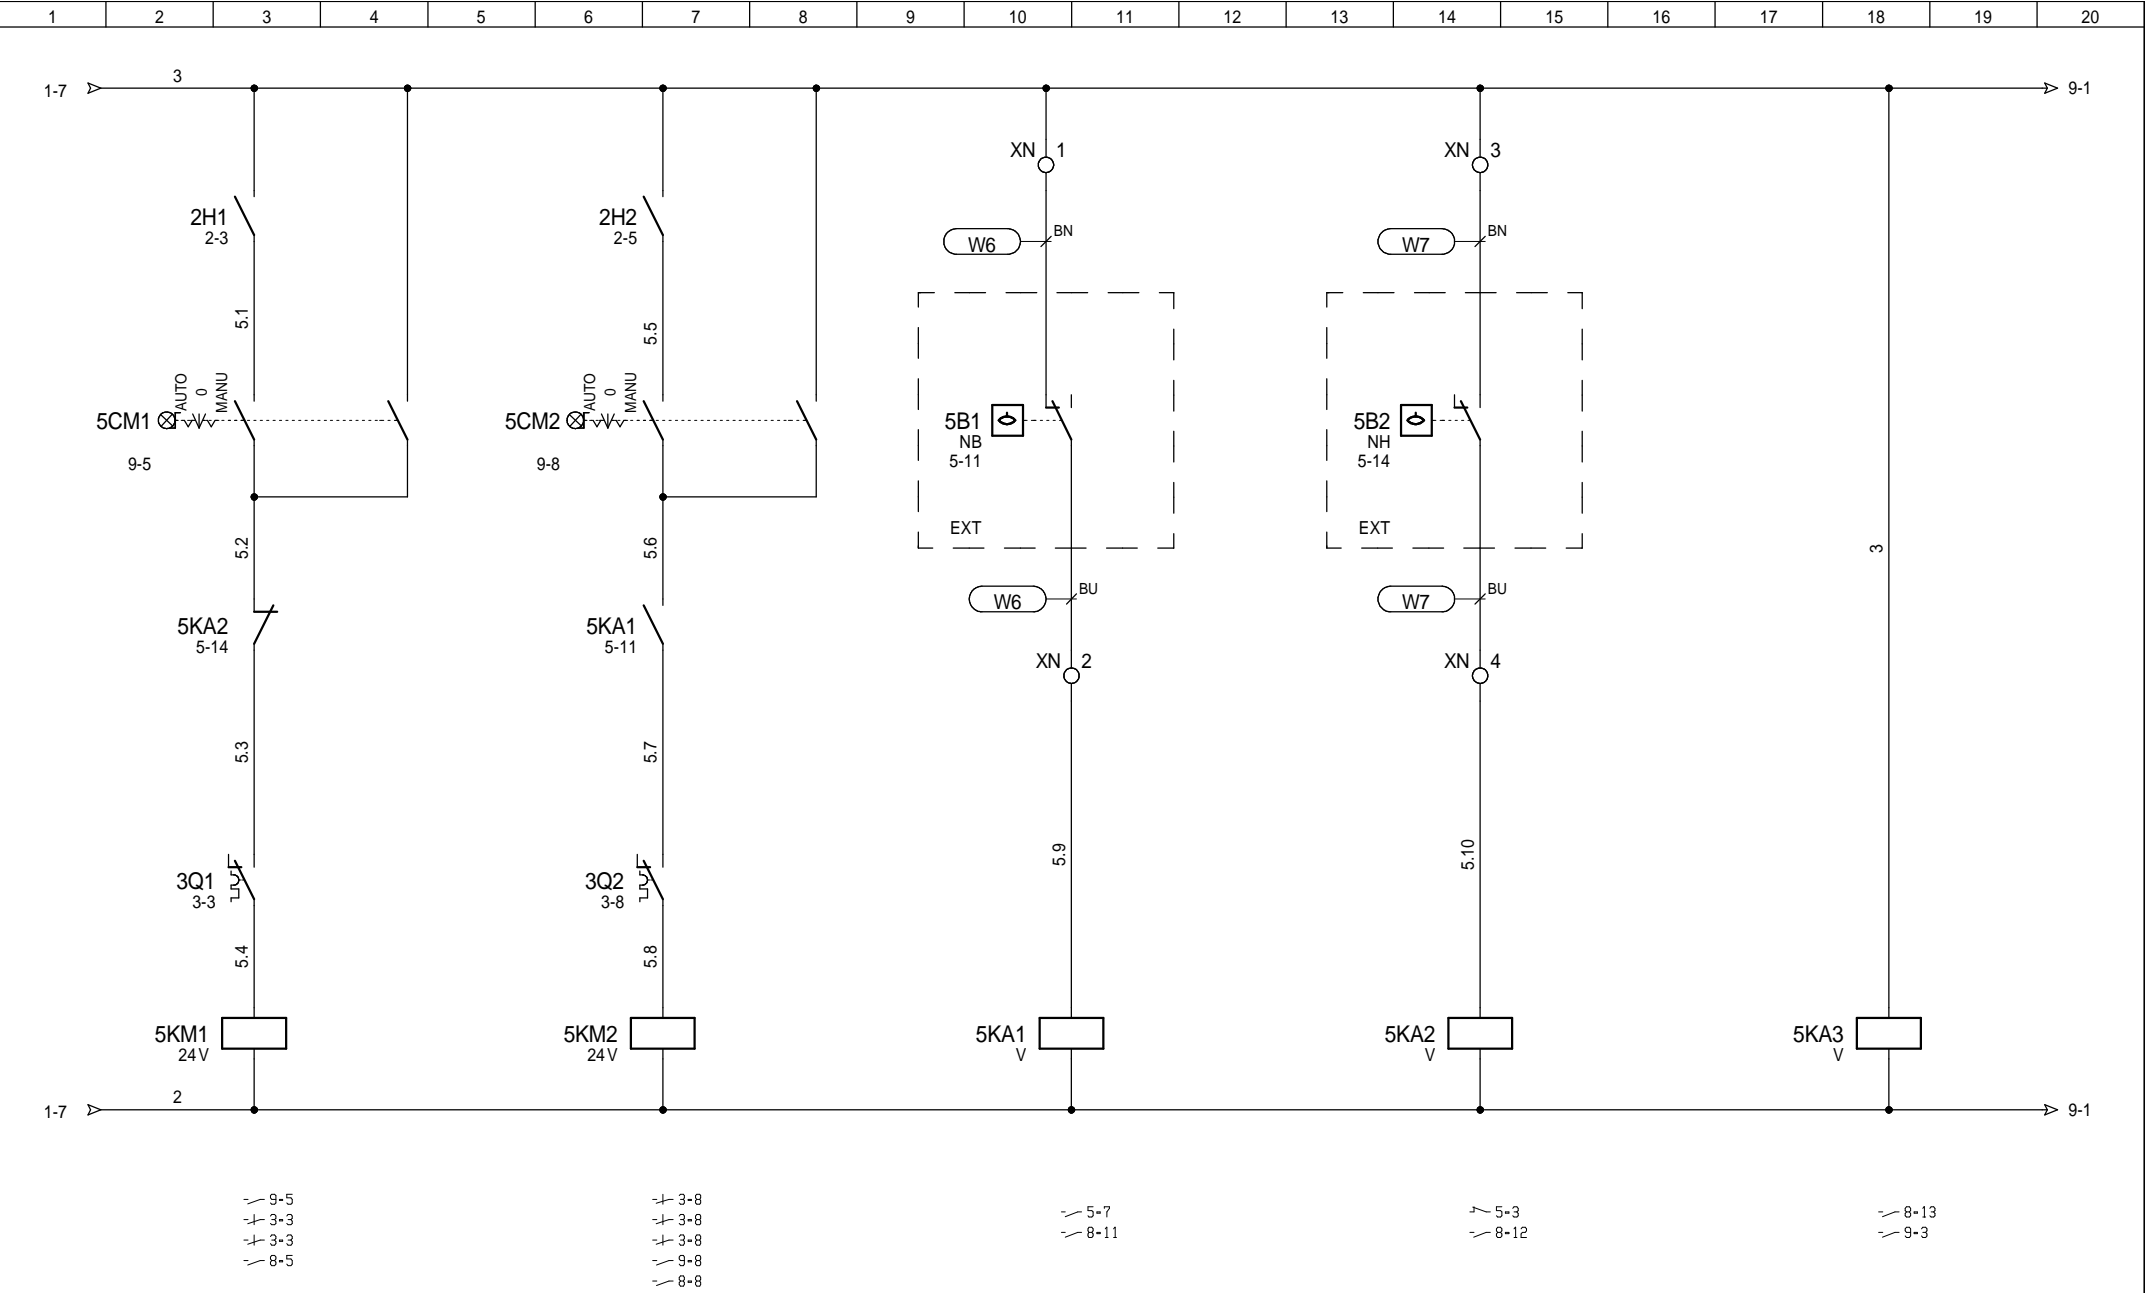 1 2 3 4 5 6 7 8 9 10 11 12 13 14 15 16 17 18 19 20
1-7 3 9-1
XN 1 XN 3
2H1 2H2
2-3 2-5
W6 BN W7 BN
5.1 5.5 
AUTO 0 MANU AUTO 0 MANU
5CM1 5CM2 5B1 5B2
NB NH
9-5 9-8 5-11 5-14
EXT EXT
5.2 5.6 3
W6 BU W7 BU
5KA2 5KA1
5-14 5-11
XN 2 XN 4
5.3 5.7
5.9 5.10
3Q1 3Q2
3-3 3-8
5.4 5.8
5KM1 5KM2 5KA1 5KA2 5KA3
24V 24V V V V
1-7 2 9-1
9-5 3-8
5-7 5-3 8-13
3-3 3-8
8-11 8-12 9-3
3-3 3-8
8-5 9-8
8-8